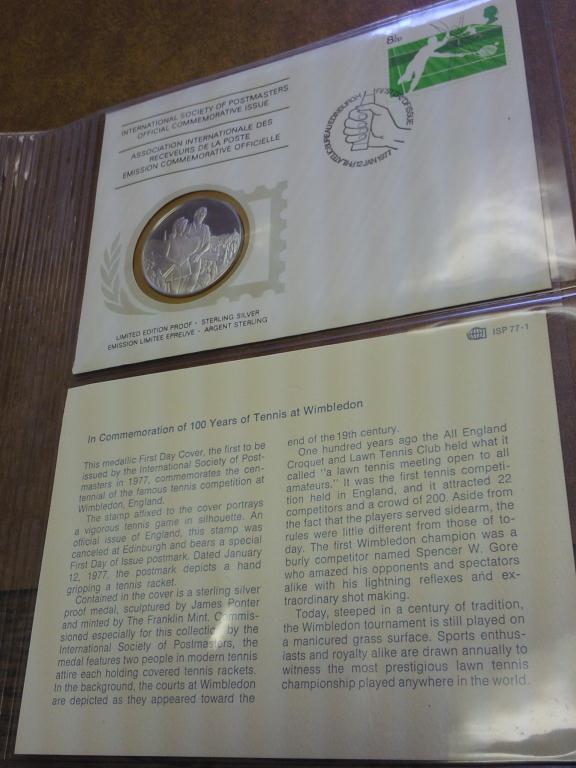 8½p
INTERNATIONAL SOCIETY OF POSTMASTERS
OFFICIAL COMMEMORATIVE ISSUE
ASSOCIATION INTERNATIONALE DES
RECEVEURS DE LA POSTE
EMISSION COMMEMORATIVE OFFICIELLE
FIRST DAY OF ISSUE
PHILATELIC BUREAU EDINBURGH
LIMITED EDITION PROOF • STERLING SILVER
EMISSION LIMITEE EPREUVE • ARGENT STERLING
ISP 77-1
In Commemoration of 100 Years of Tennis at Wimbledon
This medallic First Day Cover, the first to be
issued by the International Society of Post-
masters in 1977, commemorates the cen-
tennial of the famous tennis competition at
Wimbledon, England.
The stamp affixed to the cover portrays
a vigorous tennis game in silhouette. An
official issue of England, this stamp was
canceled at Edinburgh and bears a special
First Day of Issue postmark. Dated January
12, 1977, the postmark depicts a hand
gripping a tennis racket.
Contained in the cover is a sterling silver
proof medal, sculptured by James Ponter
and minted by The Franklin Mint. Commis-
sioned especially for this collection by the
International Society of Postmasters, the
medal features two people in modern tennis
attire each holding covered tennis rackets.
In the background, the courts at Wimbledon
are depicted as they appeared toward the
end of the 19th century.
One hundred years ago the All England
Croquet and Lawn Tennis Club held what it
called "a lawn tennis meeting open to all
amateurs." It was the first tennis competi-
tion held in England, and it attracted 22
competitors and a crowd of 200. Aside from
the fact that the players served sidearm, the
rules were little different from those of to-
day. The first Wimbledon champion was a
burly competitor named Spencer W. Gore
who amazed his opponents and spectators
alike with his lightning reflexes and ex-
traordinary shot making.
Today, steeped in a century of tradition,
the Wimbledon tournament is still played on
a manicured grass surface. Sports enthus-
iasts and royalty alike are drawn annually to
witness the most prestigious lawn tennis
championship played anywhere in the world.